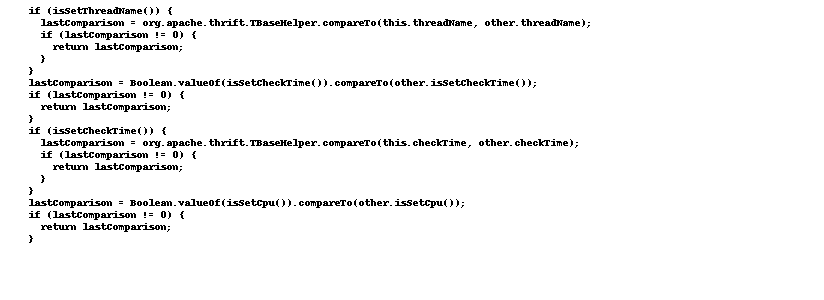 if (isSetThreadName()) {
  lastComparison = org.apache.thrift.TBaseHelper.compareTo(this.threadName, other.threadName);
  if (lastComparison != 0) {
    return lastComparison;
  }
}
lastComparison = Boolean.valueOf(isSetCheckTime()).compareTo(other.isSetCheckTime());
if (lastComparison != 0) {
  return lastComparison;
}
if (isSetCheckTime()) {
  lastComparison = org.apache.thrift.TBaseHelper.compareTo(this.checkTime, other.checkTime);
  if (lastComparison != 0) {
    return lastComparison;
  }
}
lastComparison = Boolean.valueOf(isSetCpu()).compareTo(other.isSetCpu());
if (lastComparison != 0) {
  return lastComparison;
}